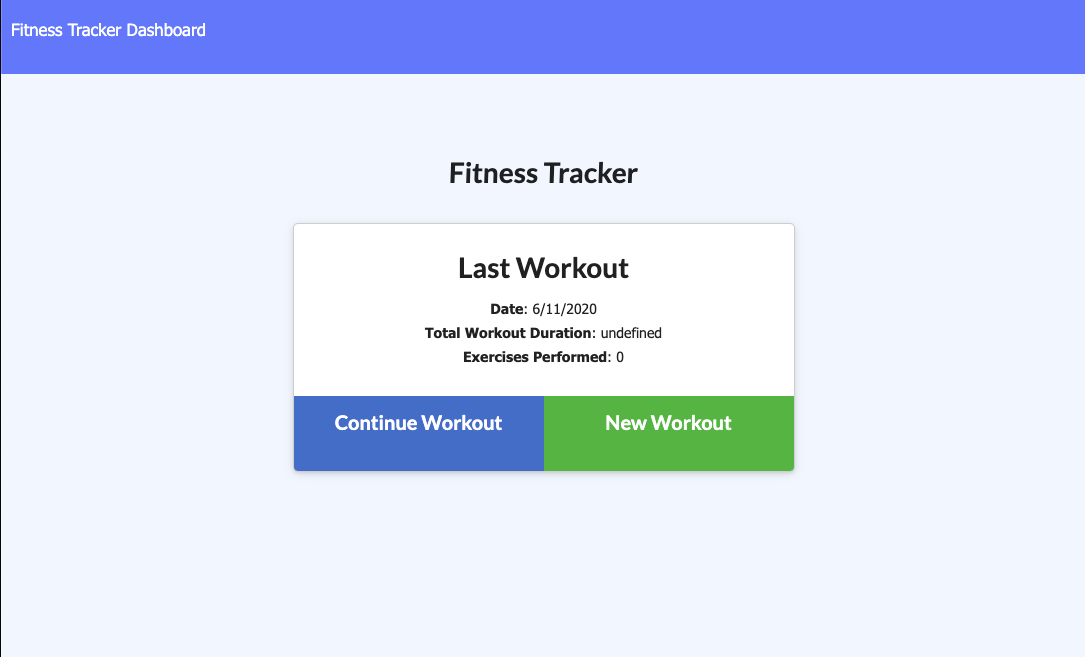 Fitness Tracker Dashboard
Fitness Tracker
Last Workout
Date: 6/11/2020
Total Workout Duration: undefined
Exercises Performed: 0
Continue Workout
New Workout